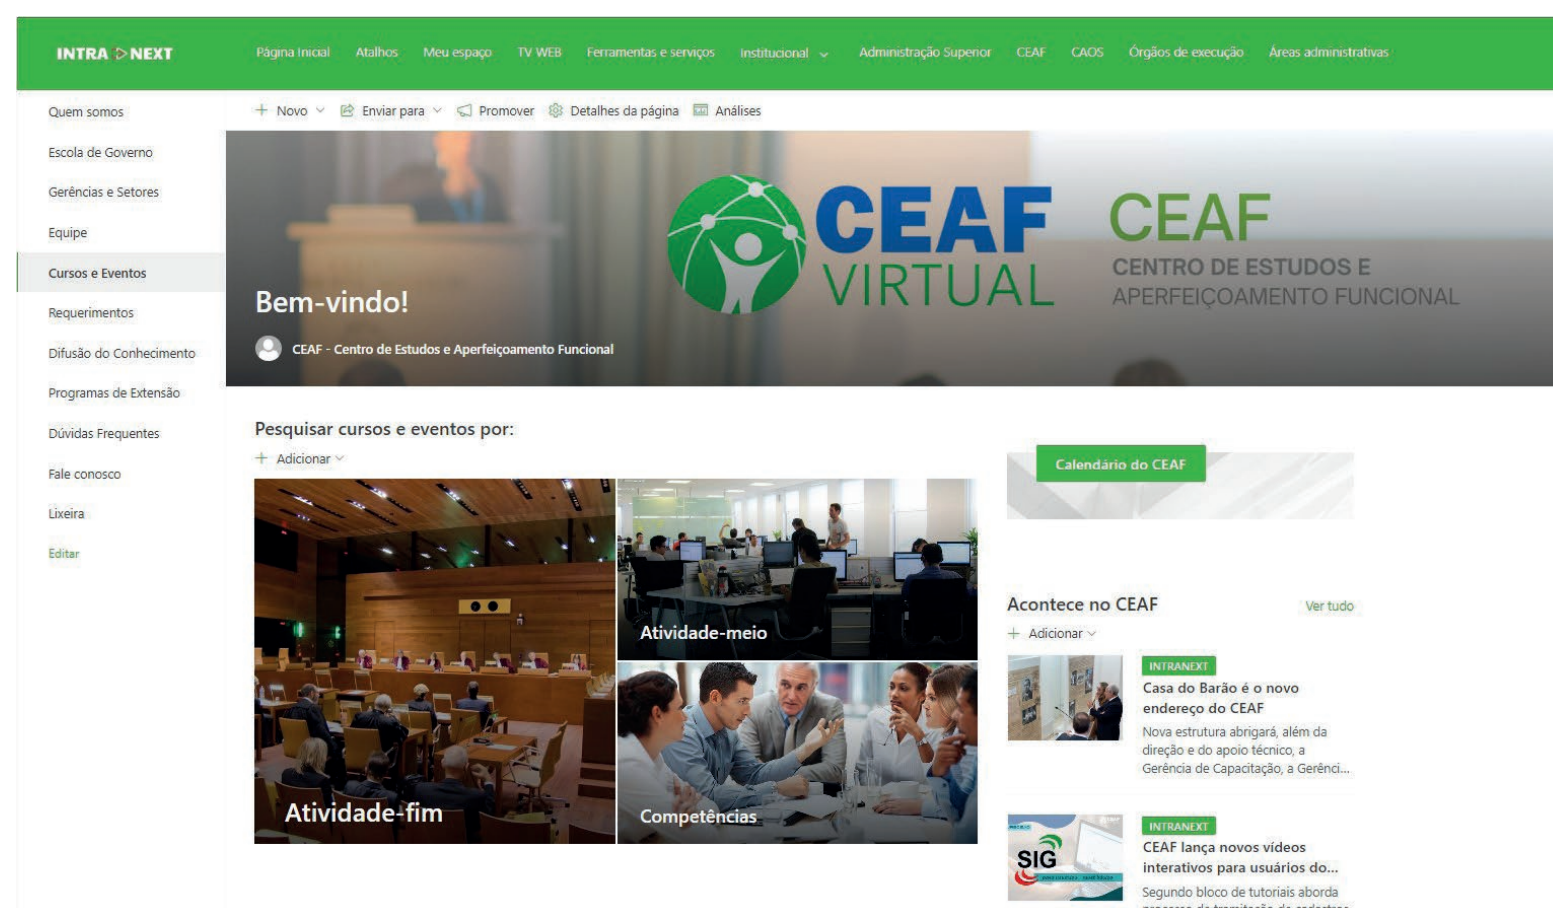 INTRA NEXT
Página Inicial Atalhos Meu espaço TV WEB Ferramentas e serviços Institucional Administração Superior CEAF CAOS Órgãos de execução Áreas administrativas
Quem somos
Escola de Governo
Gerências e Setores
Equipe
Cursos e Eventos
Requerimentos
Difusão do Conhecimento
Programas de Extensão
Dúvidas Frequentes
Fale conosco
Lixeira
Editar
+ Novo Enviar para Promover Detalhes da página Análises
CEAF
VIRTUAL
CEAF
CENTRO DE ESTUDOS E
APERFEIÇOAMENTO FUNCIONAL
Bem-vindo!
CEAF - Centro de Estudos e Aperfeiçoamento Funcional
Pesquisar cursos e eventos por:
+ Adicionar
Atividade-fim
Atividade-meio
Competências
Calendário do CEAF
Acontece no CEAF Ver tudo
+ Adicionar
INTRANEXT
Casa do Barão é o novo
endereço do CEAF
Nova estrutura abrigará, além da
direção e do apoio técnico, a
Gerência de Capacitação, a Gerênci...
SIG
INTRANEXT
CEAF lança novos vídeos
interativos para usuários do...
Segundo bloco de tutoriais aborda